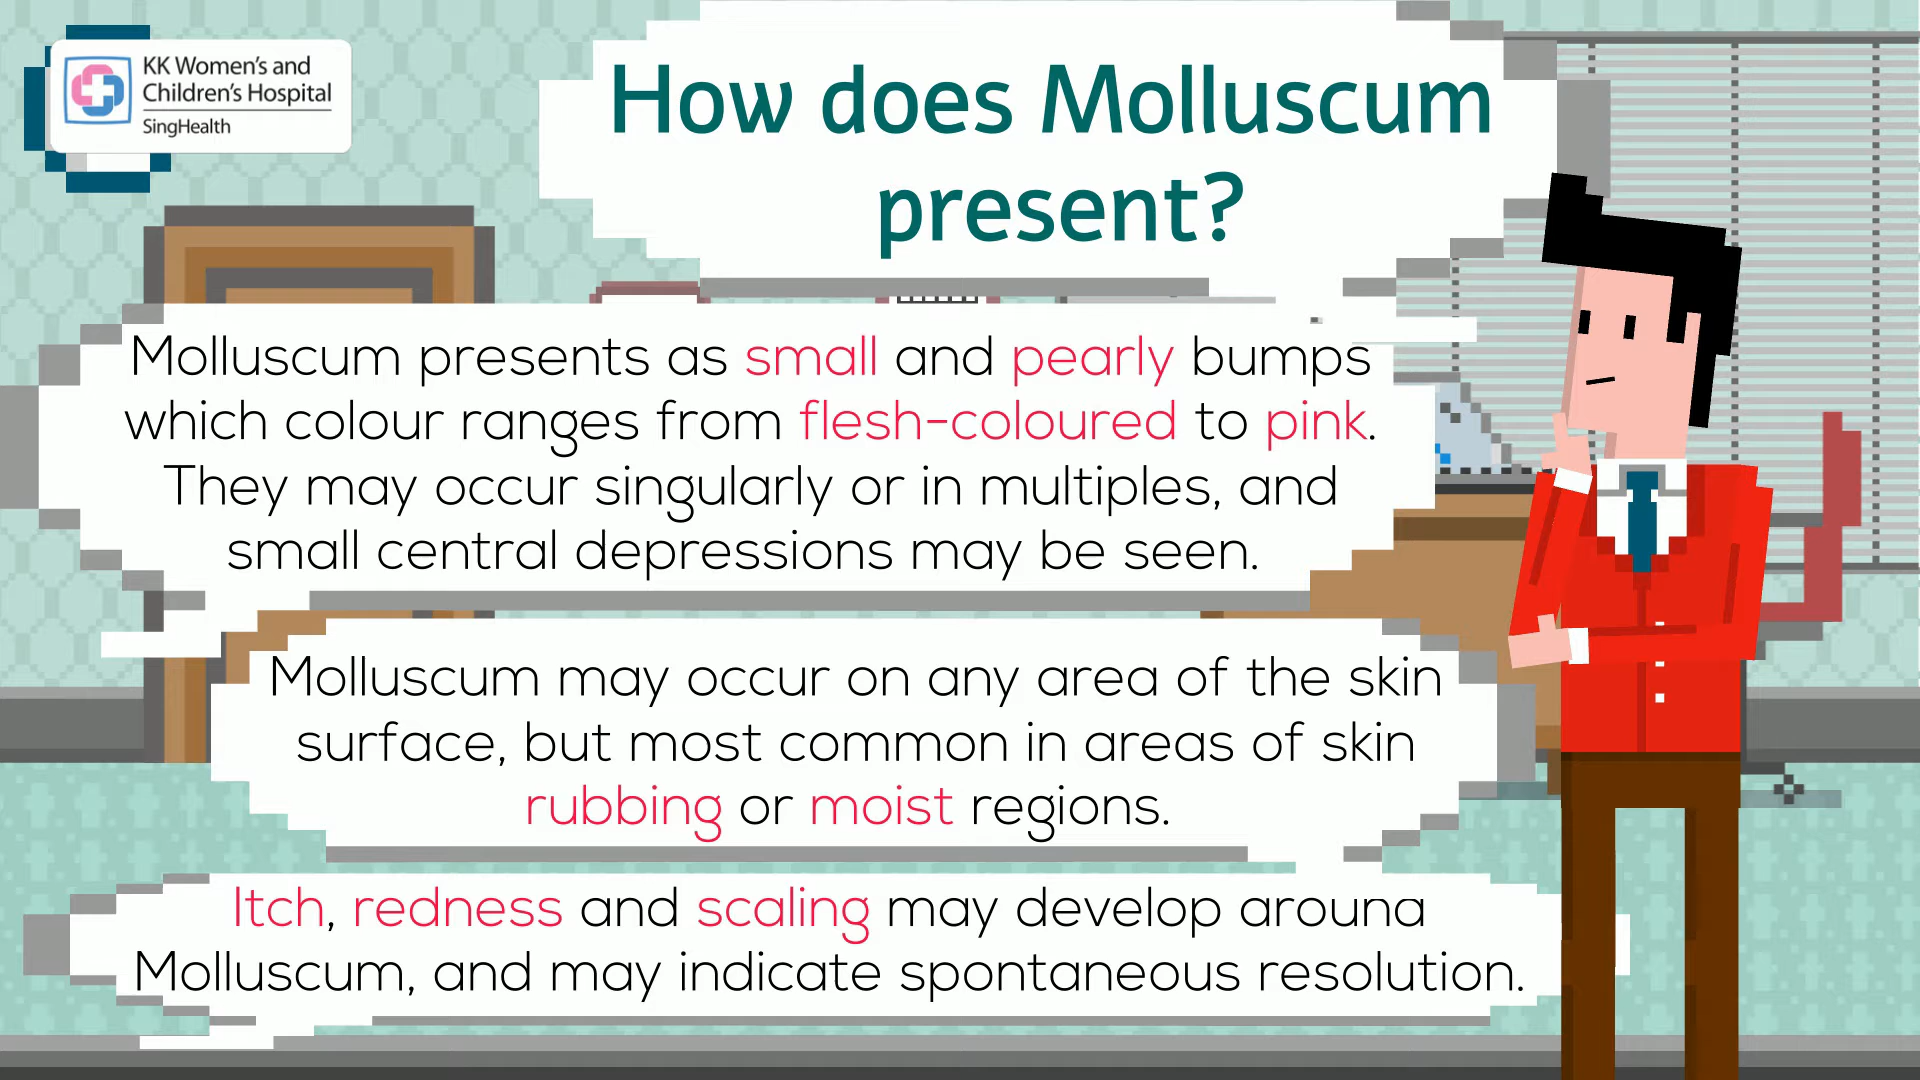 KK Women's and
Children's Hospital
SingHealth
How does Molluscum
present?
Molluscum presents as small and pearly bumps
which colour ranges from flesh-coloured to pink.
They may occur singularly or in multiples, and
small central depressions may be seen.
Molluscum may occur on any area of the skin
surface, but most common in areas of skin
rubbing or moist regions.
Itch, redness and scaling may develop around
Molluscum, and may indicate spontaneous resolution.